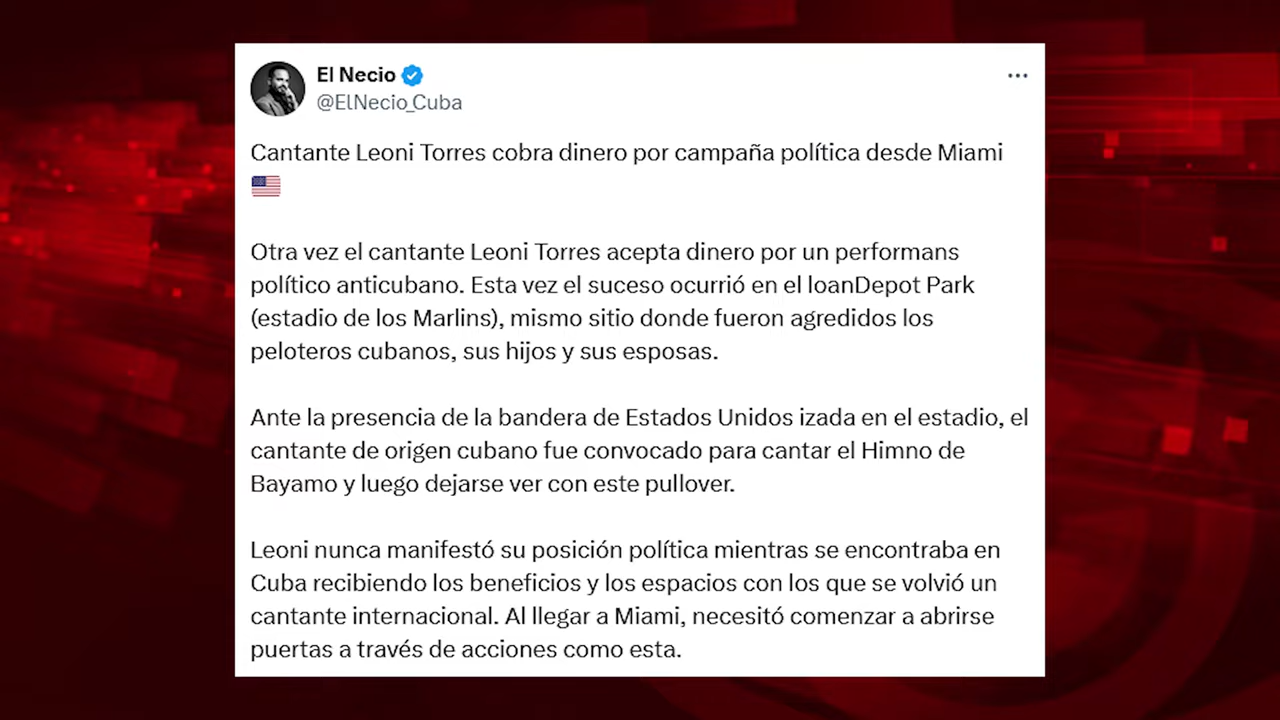 El Necio
@ElNecio_Cuba
Cantante Leoni Torres cobra dinero por campaña política desde Miami
Otra vez el cantante Leoni Torres acepta dinero por un performans
político anticubano. Esta vez el suceso ocurrió en el loanDepot Park
(estadio de los Marlins), mismo sitio donde fueron agredidos los
peloteros cubanos, sus hijos y sus esposas.
Ante la presencia de la bandera de Estados Unidos izada en el estadio, el
cantante de origen cubano fue convocado para cantar el Himno de
Bayamo y luego dejarse ver con este pullover.
Leoni nunca manifestó su posición política mientras se encontraba en
Cuba recibiendo los beneficios y los espacios con los que se volvió un
cantante internacional. Al llegar a Miami, necesitó comenzar a abrirse
puertas a través de acciones como esta.